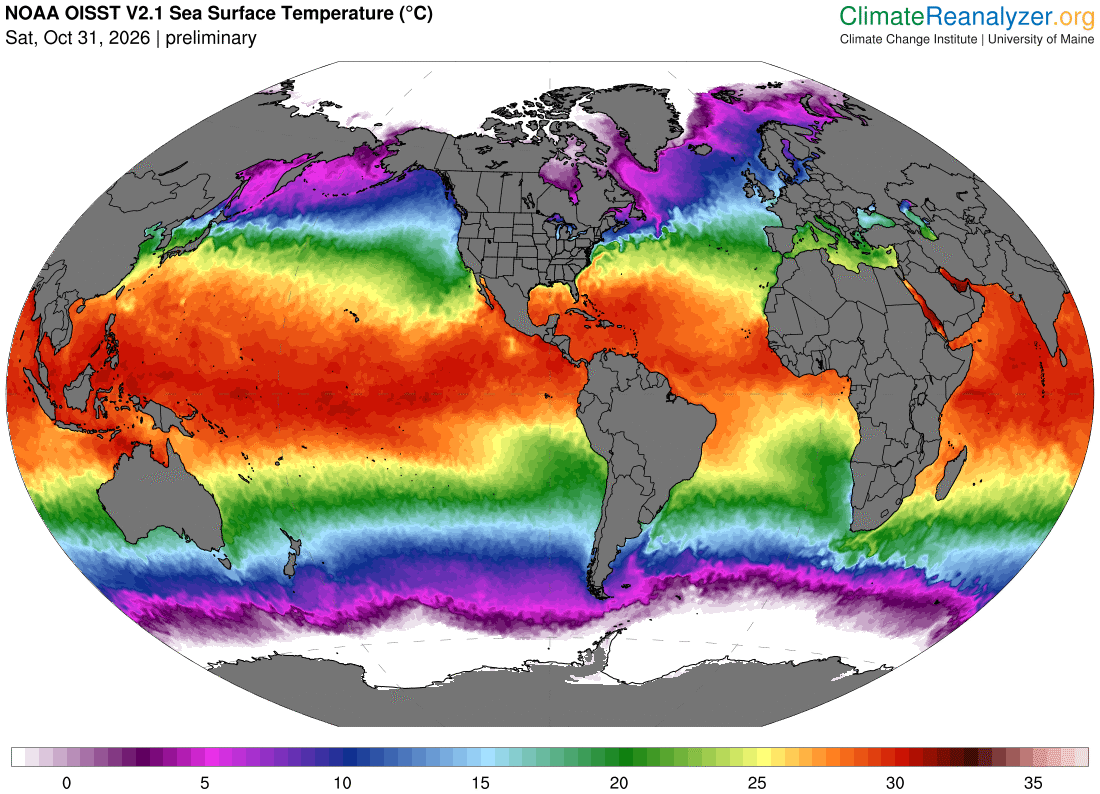 NOAA OISST V2.1 Sea Surface Temperature (°C)
Sat, Oct 31, 2026 | preliminary
ClimateReanalyzer.org
Climate Change Institute | University of Maine
0 5 10 15 20 25 30 35